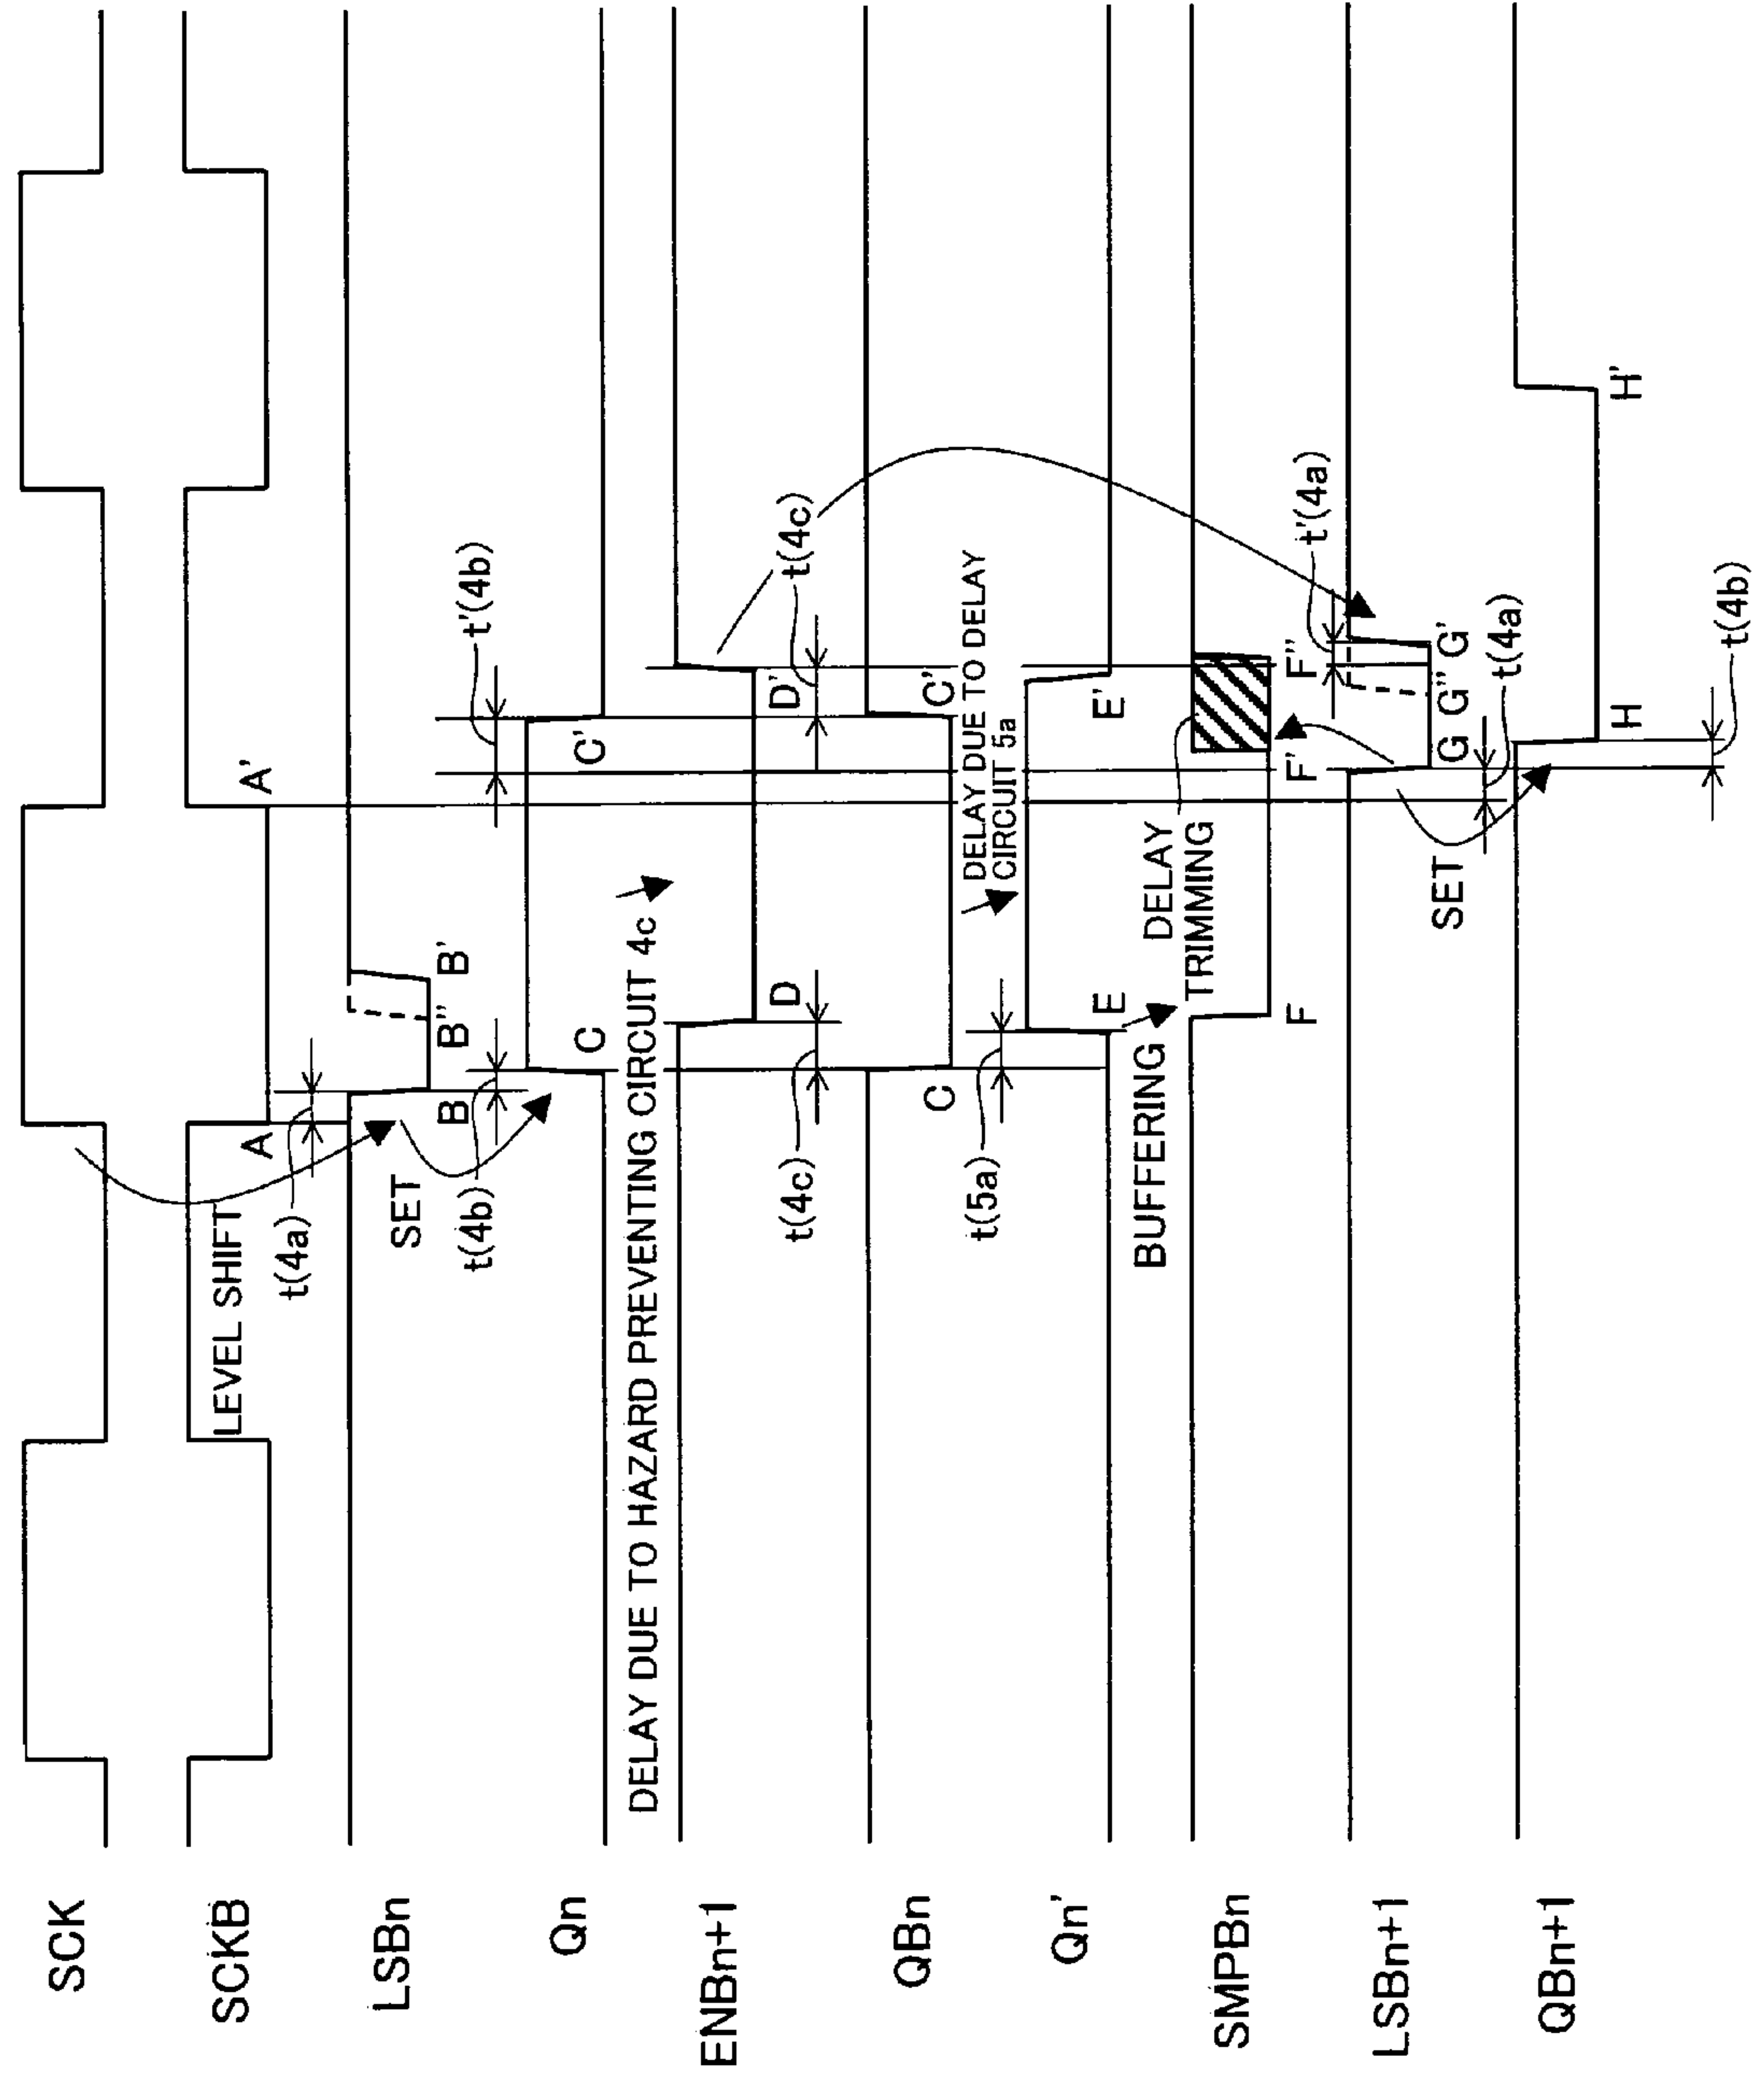 SCK
SCKB
A
A'
LEVEL SHIFT
t(4a)
LSBn
B
B"
B'
SET
t(4b)
t'(4b)
Qn
C
C'
DELAY DUE TO HAZARD PREVENTING CIRCUIT 4c
ENBn+1
D
D'
t(4c)
t(4c)
QBn
C
C'
t(5a)
DELAY DUE TO DELAY
CIRCUIT 5a
Qn'
E
E'
BUFFERING
DELAY
TRIMMING
SMPBn
F
F'
F"
t'(4a)
LSBn+1
G
G"
G'
SET
t(4a)
QBn+1
H
H'
t(4b)